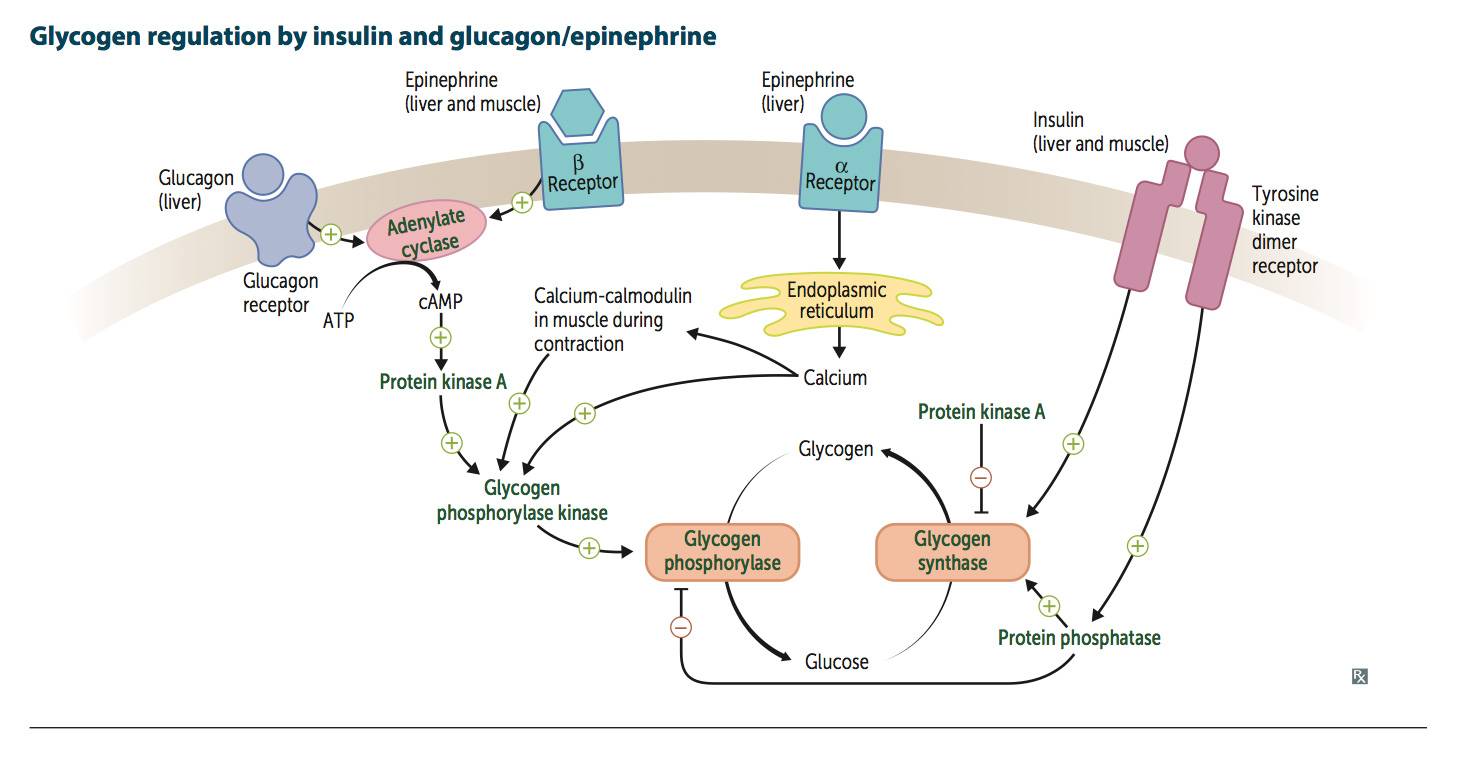 Glycogen regulation by insulin and glucagon/epinephrine
Epinephrine
(liver and muscle)
Epinephrine
(liver)
Insulin
(liver and muscle)
Glucagon
(liver)
β
Receptor
α
Receptor
Tyrosine
kinase
dimer
receptor
+
+
Adenylate
cyclase
Glucagon
receptor
ATP
cAMP
Calcium-calmodulin
in muscle during
contraction
Endoplasmic
reticulum
+
Protein kinase A
Calcium
+
+
+
Protein kinase A
+
Glycogen
−
Glycogen
phosphorylase kinase
+
Glycogen
phosphorylase
Glycogen
synthase
+
+
−
Glucose
Protein phosphatase
Rx